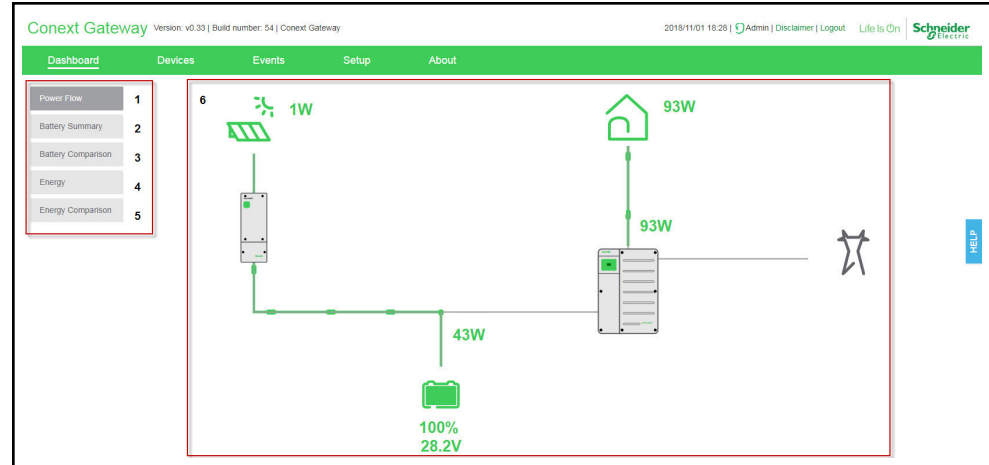 Conext Gateway Version: v0.33 | Build number: 54 | Conext Gateway 2018/11/01 18:28 | Admin | Disclaimer | Logout Life Is On Schneider Electric
Dashboard Devices Events Setup About
Power Flow 1
Battery Summary 2
Battery Comparison 3
Energy 4
Energy Comparison 5
6
1W
93W
93W
HELP
43W
100%
28.2V